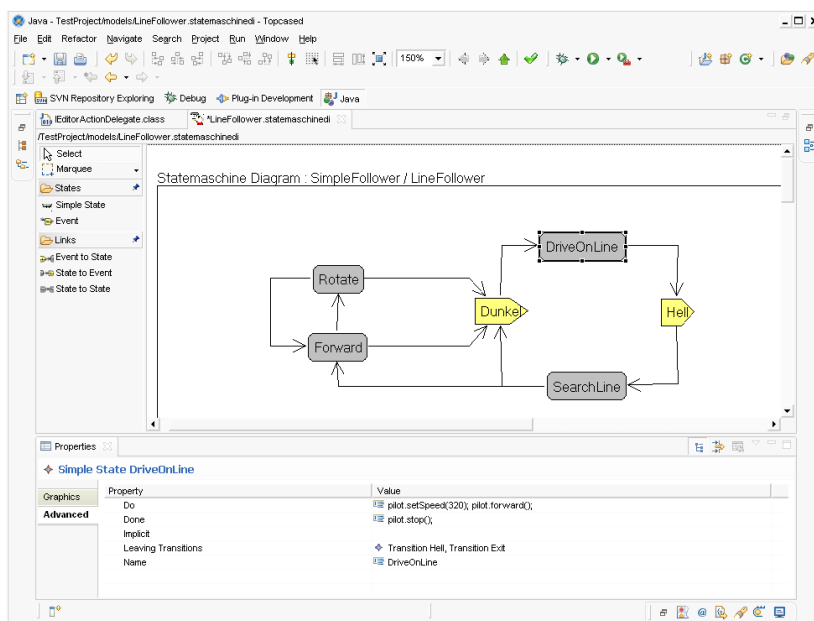 Java - TestProject/models/LineFollower.statemaschinedi - Topcased
File Edit Refactor Navigate Search Project Run Window Help
150%
SVN Repository Exploring Debug Plug-in Development Java
IEditorActionDelegate.class *LineFollower.statemaschinedi
/TestProject/models/LineFollower.statemaschinedi
Select
Marquee
States
Simple State
Event
Links
Event to State
State to Event
State to State
Statemaschine Diagram : SimpleFollower / LineFollower
DriveOnLine
Rotate
Dunkel
Hell
Forward
SearchLine
Properties
Simple State DriveOnLine
Graphics
Advanced
Property Value
Do pilot.setSpeed(320); pilot.forward();
Done pilot.stop();
Implicit
Leaving Transitions Transition Hell, Transition Exit
Name DriveOnLine